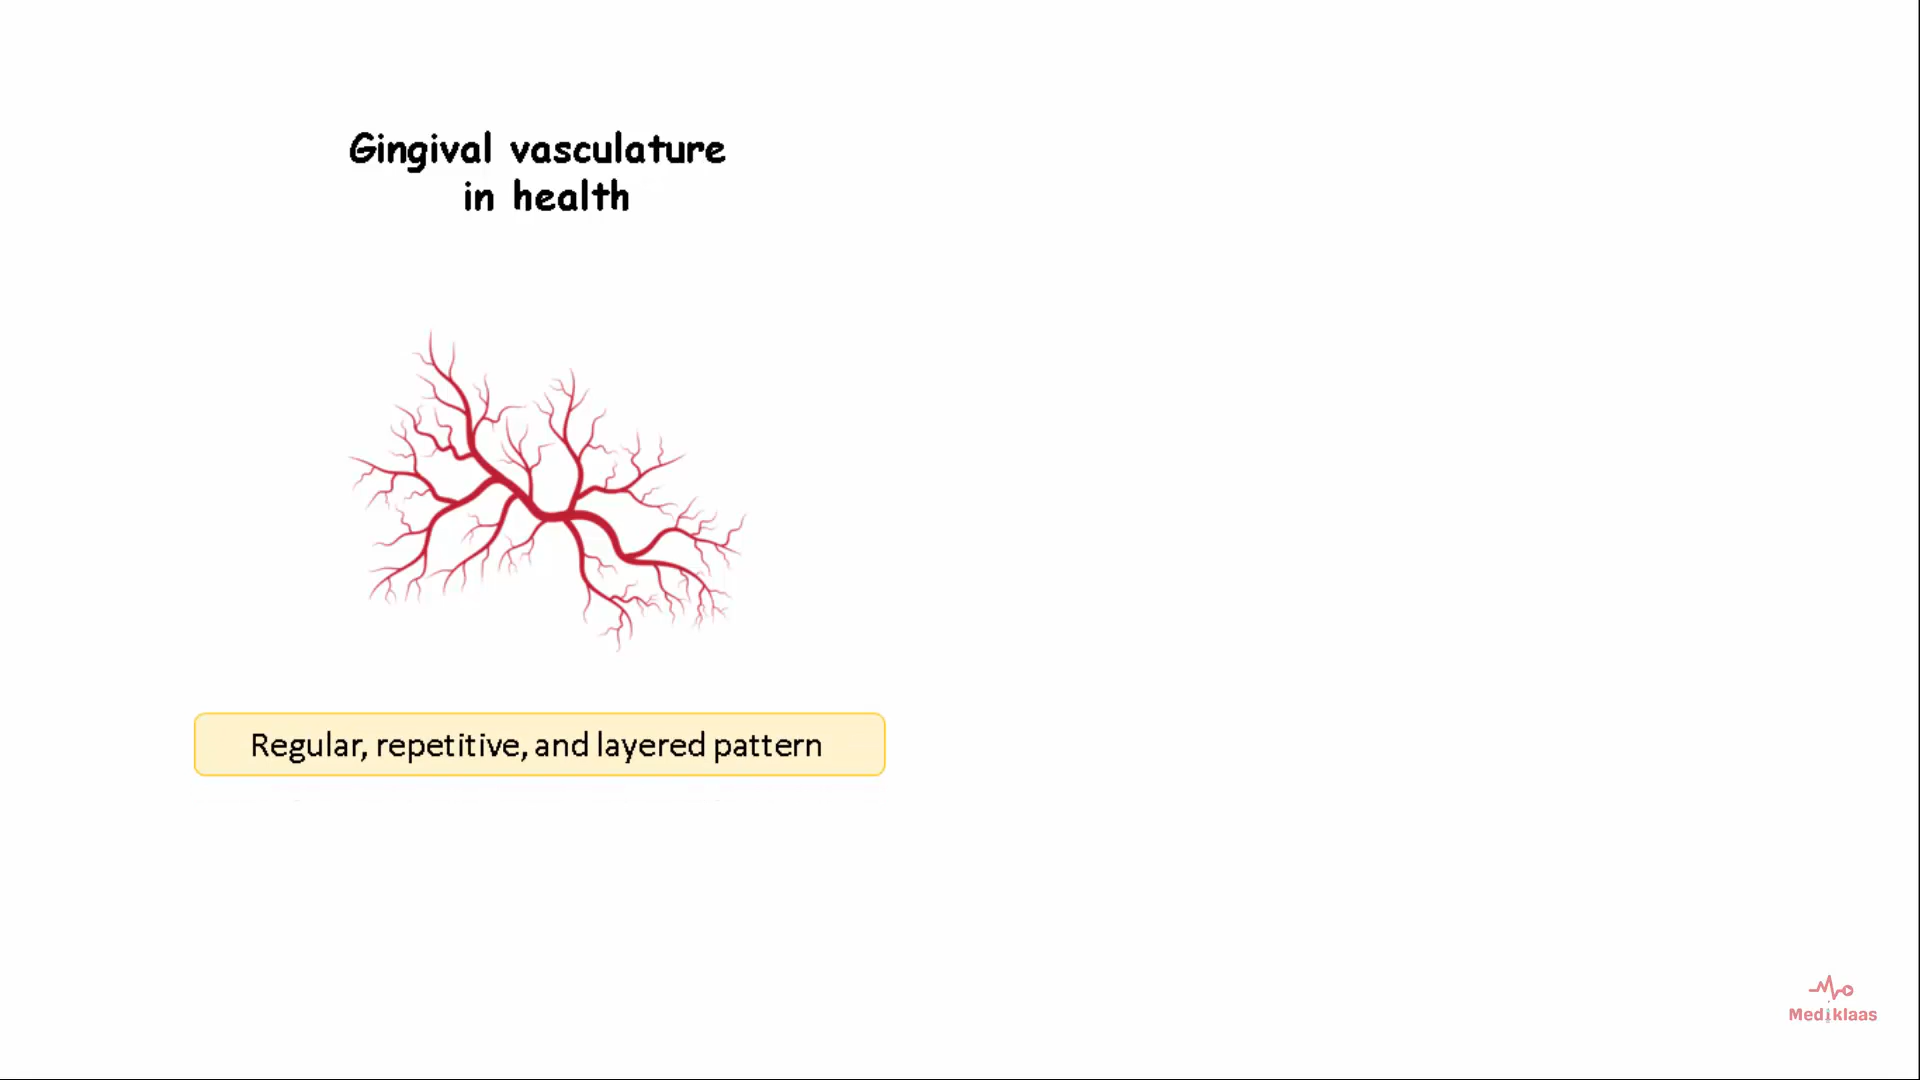 Gingival vasculature
in health
Regular, repetitive, and layered pattern
Mediklaas